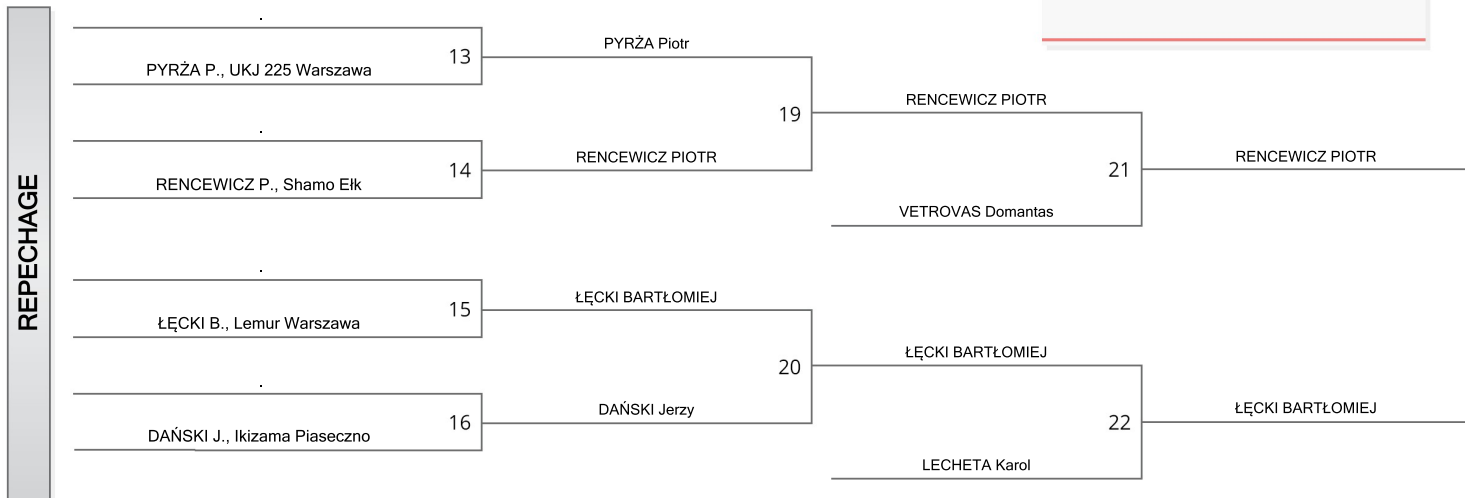 REPECHAGE
.
PYRŻA P., UKJ 225 Warszawa
13
PYRŻA Piotr
.
RENCEWICZ P., Shamo Ełk
14
RENCEWICZ PIOTR
19
RENCEWICZ PIOTR
VETROVAS Domantas
21
RENCEWICZ PIOTR
.
ŁĘCKI B., Lemur Warszawa
15
ŁĘCKI BARTŁOMIEJ
.
DAŃSKI J., Ikizama Piaseczno
16
DAŃSKI Jerzy
20
ŁĘCKI BARTŁOMIEJ
LECHETA Karol
22
ŁĘCKI BARTŁOMIEJ